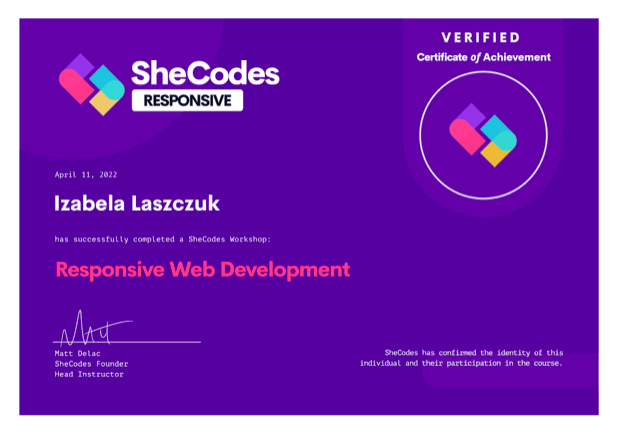 SheCodes
RESPONSIVE
VERIFIED
Certificate of Achievement
April 11, 2022
Izabela Laszczuk
has successfully completed a SheCodes Workshop:
Responsive Web Development
Matt Delac
SheCodes Founder
Head Instructor
SheCodes has confirmed the identity of this
individual and their participation in the course.